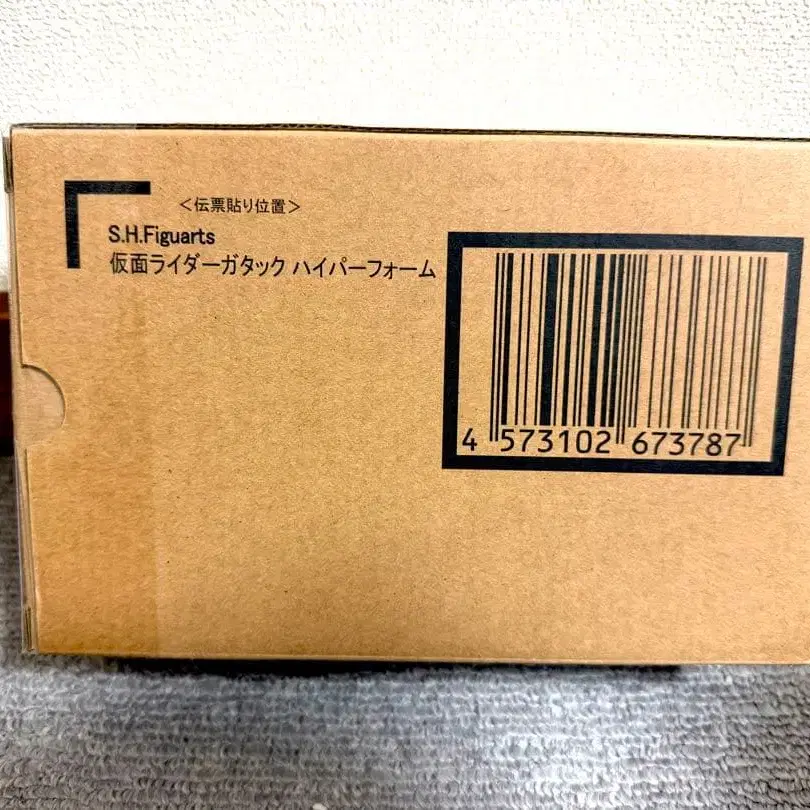 ＜伝票貼り位置＞
S.H.Figuarts
仮面ライダーガタック ハイパーフォーム
4 573102 673787